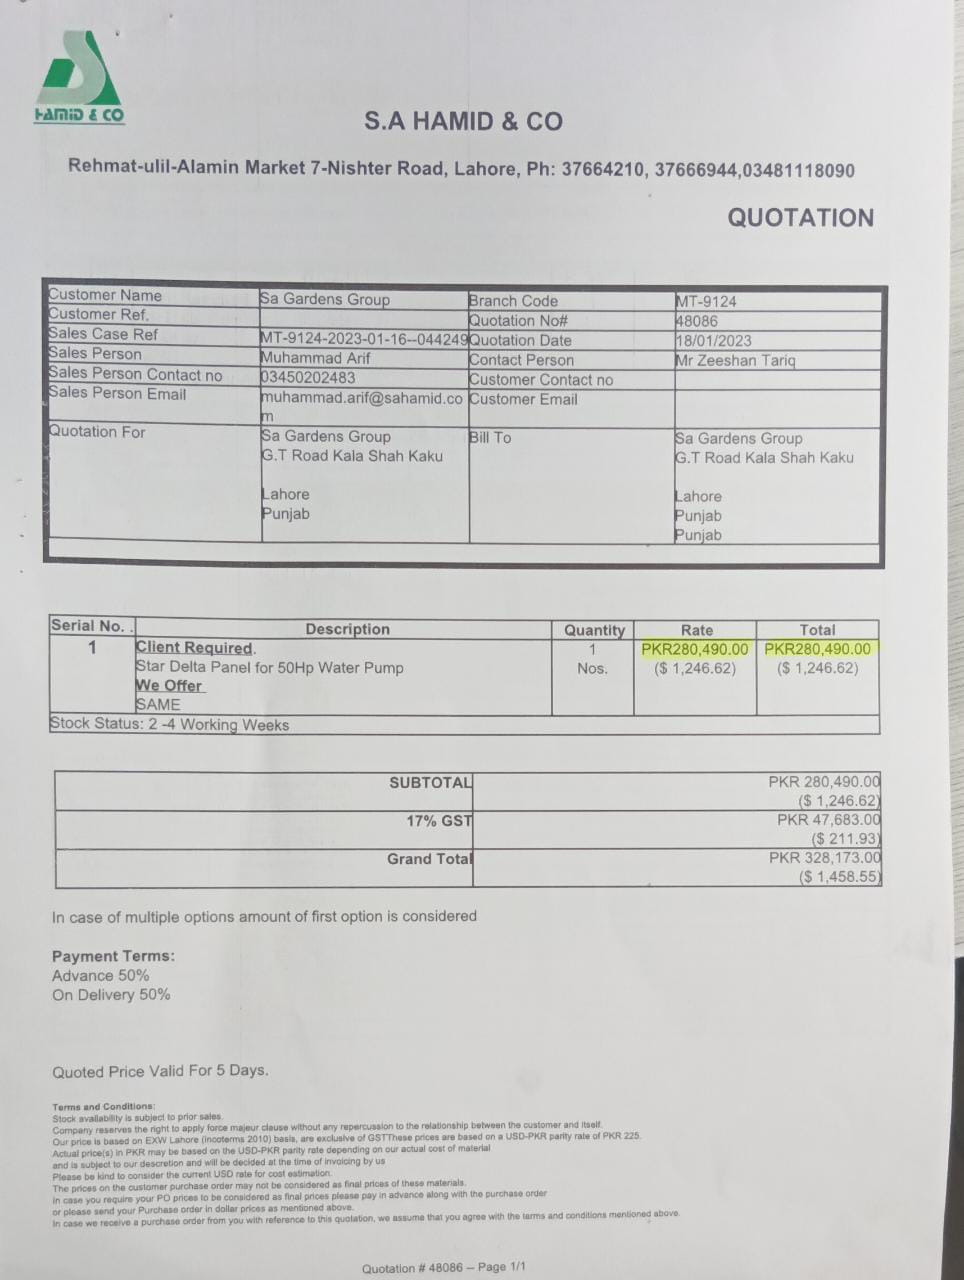 HAMID & CO
S.A HAMID & CO
Rehmat-ulil-Alamin Market 7-Nishter Road, Lahore, Ph: 37664210, 37666944,03481118090
QUOTATION
Customer Name Sa Gardens Group Branch Code MT-9124
Customer Ref. Quotation No# 48086
Sales Case Ref MT-9124-2023-01-16--044249 Quotation Date 18/01/2023
Sales Person Muhammad Arif Contact Person Mr Zeeshan Tariq
Sales Person Contact no 03450202483 Customer Contact no
Sales Person Email muhammad.arif@sahamid.co Customer Email
m
Quotation For Sa Gardens Group Bill To Sa Gardens Group
G.T Road Kala Shah Kaku G.T Road Kala Shah Kaku
Lahore Lahore
Punjab Punjab
Punjab
Serial No. . Description Quantity Rate Total
1 Client Required. 1 PKR280,490.00 PKR280,490.00
Star Delta Panel for 50Hp Water Pump Nos. ($ 1,246.62) ($ 1,246.62)
We Offer
SAME
Stock Status: 2 -4 Working Weeks
SUBTOTAL PKR 280,490.00
($ 1,246.62)
17% GST PKR 47,683.00
($ 211.93)
Grand Total PKR 328,173.00
($ 1,458.55)
In case of multiple options amount of first option is considered
Payment Terms:
Advance 50%
On Delivery 50%
Quoted Price Valid For 5 Days.
Terms and Conditions:
Stock availability is subject to prior sales.
Company reserves the right to apply force majeur clause without any repercussion to the relationship between the customer and itself.
Our price is based on EXW Lahore (incoterms 2010) basis, are exclusive of GSTThese prices are based on a USD-PKR parity rate of PKR 225.
Actual price(s) in PKR may be based on the USD-PKR parity rate depending on our actual cost of material
and is subject to our descretion and will be decided at the time of invoicing by us
Please be kind to consider the current USD rate for cost estimation.
The prices on the customer purchase order may not be considered as final prices of these materials.
in case you require your PO prices to be considered as final prices please pay in advance along with the purchase order
or please send your Purchase order in dollar prices as mentioned above.
In case we receive a purchase order from you with reference to this quotation, we assume that you agree with the terms and conditions mentioned above.
Quotation # 48086 – Page 1/1